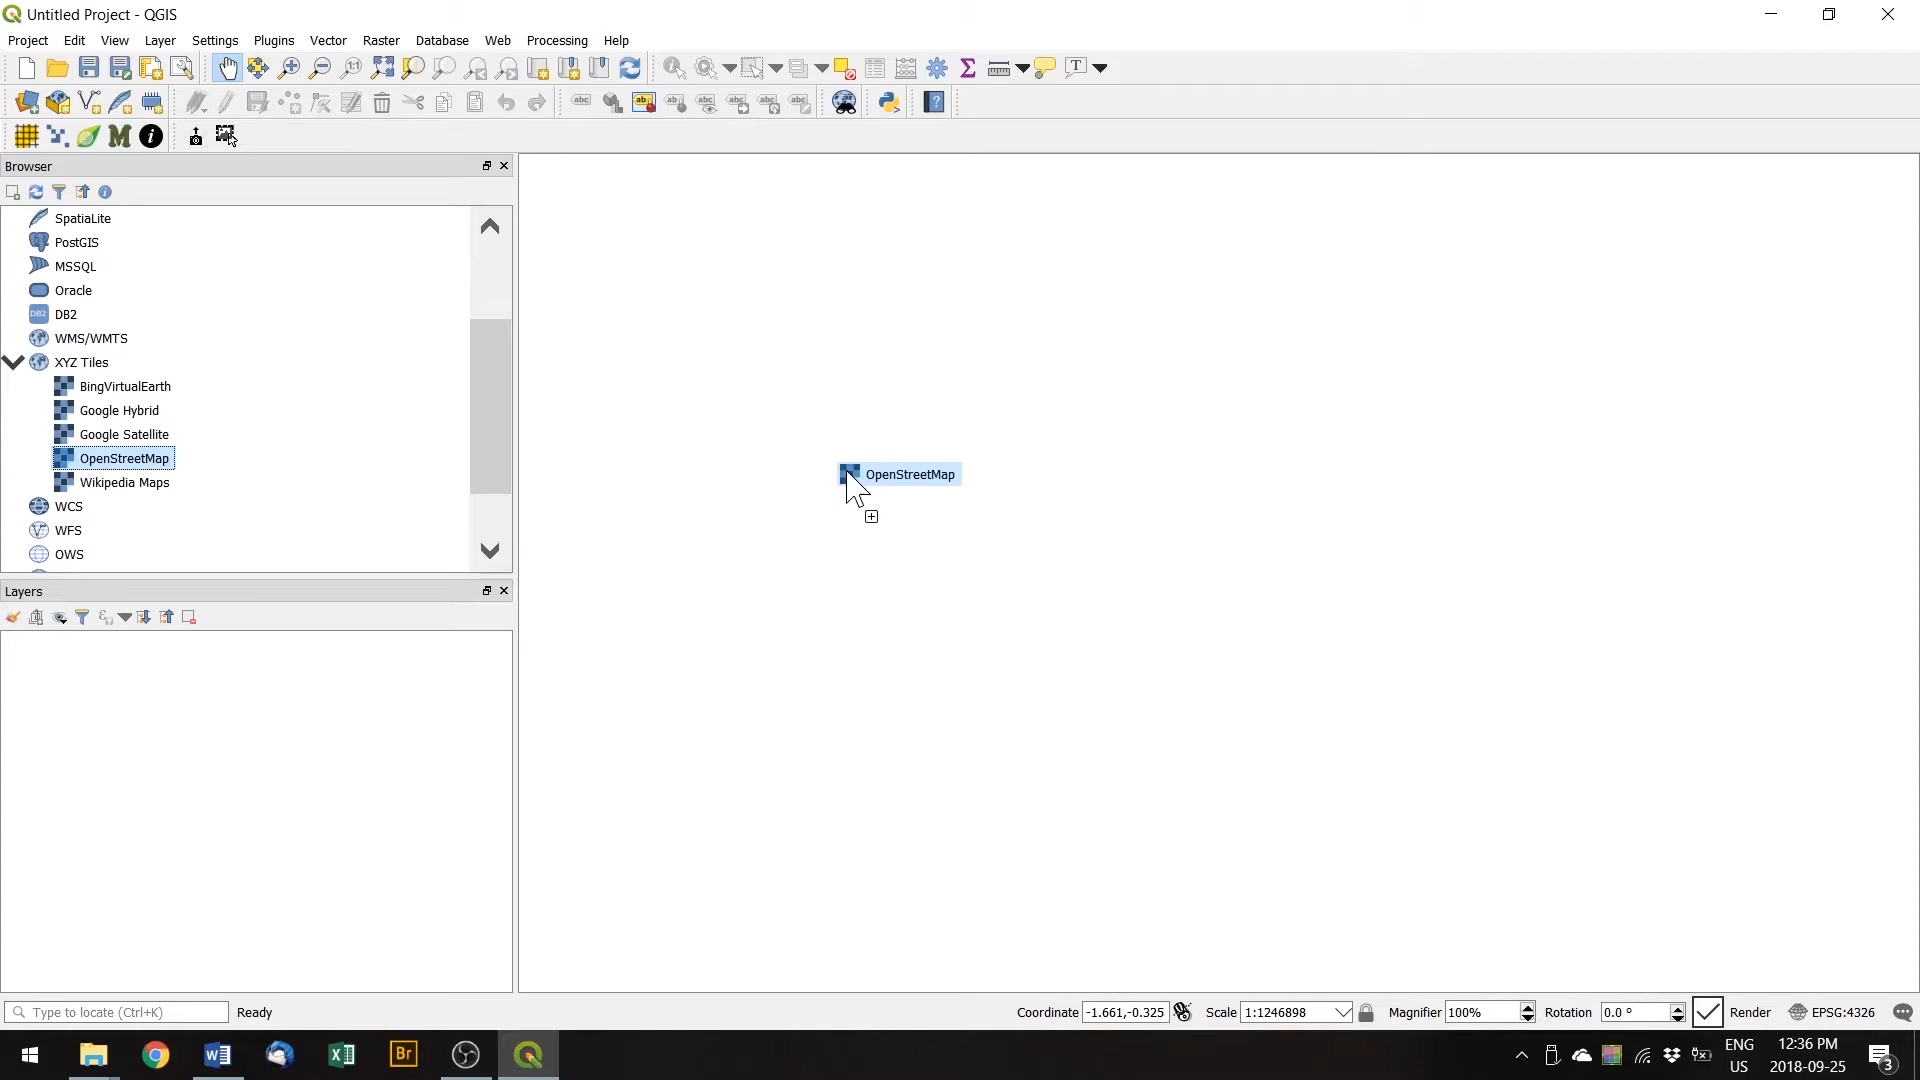 Untitled Project - QGIS
Project Edit View Layer Settings Plugins Vector Raster Database Web Processing Help
Browser
SpatiaLite
PostGIS
MSSQL
Oracle
DB2 DB2
WMS/WMTS
XYZ Tiles
BingVirtualEarth
Google Hybrid
Google Satellite
OpenStreetMap
Wikipedia Maps
WCS
WFS
OWS
OpenStreetMap
Layers
Type to locate (Ctrl+K) Ready Coordinate -1.661,-0.325 Scale 1:1246898 Magnifier 100% Rotation 0.0 ° Render EPSG:4326
ENG
US
12:36 PM
2018-09-25
3